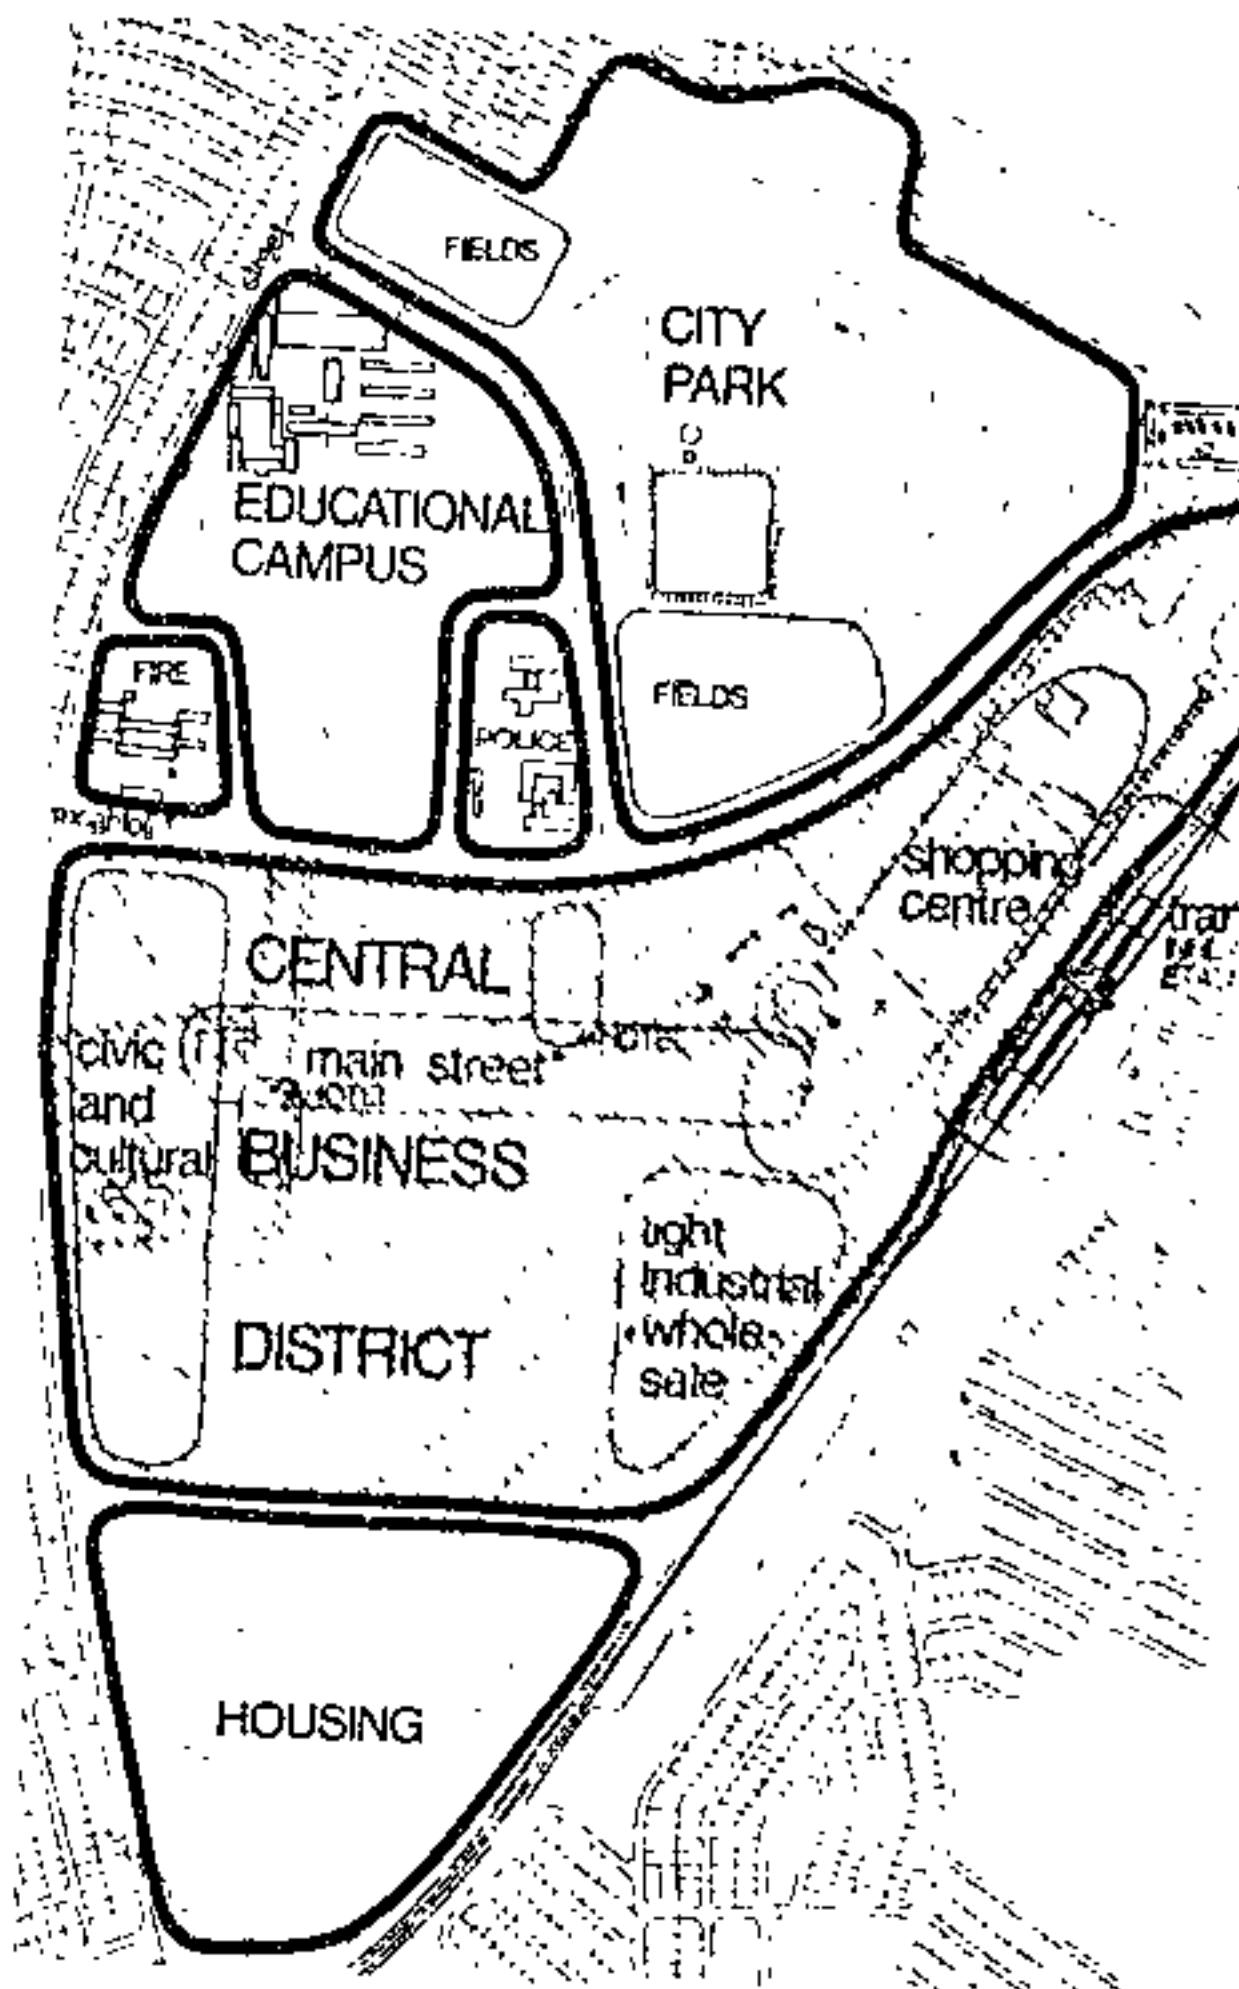 FIELDS
CITY
PARK
EDUCATIONAL
CAMPUS
FIRE
FIELDS
POLICE
shopping
centre
CENTRAL
civic
and
cultural
main street
BUSINESS
light
industrial
whole
sale
DISTRICT
HOUSING